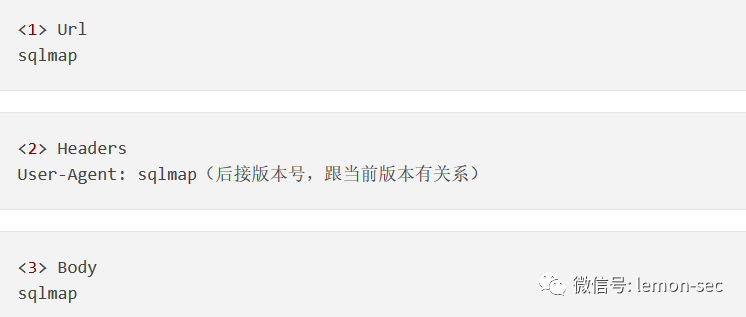 <1> Url
sqlmap
<2> Headers
User-Agent: sqlmap（后接版本号，跟当前版本有关系）
<3> Body
sqlmap
微信号: lemon-sec